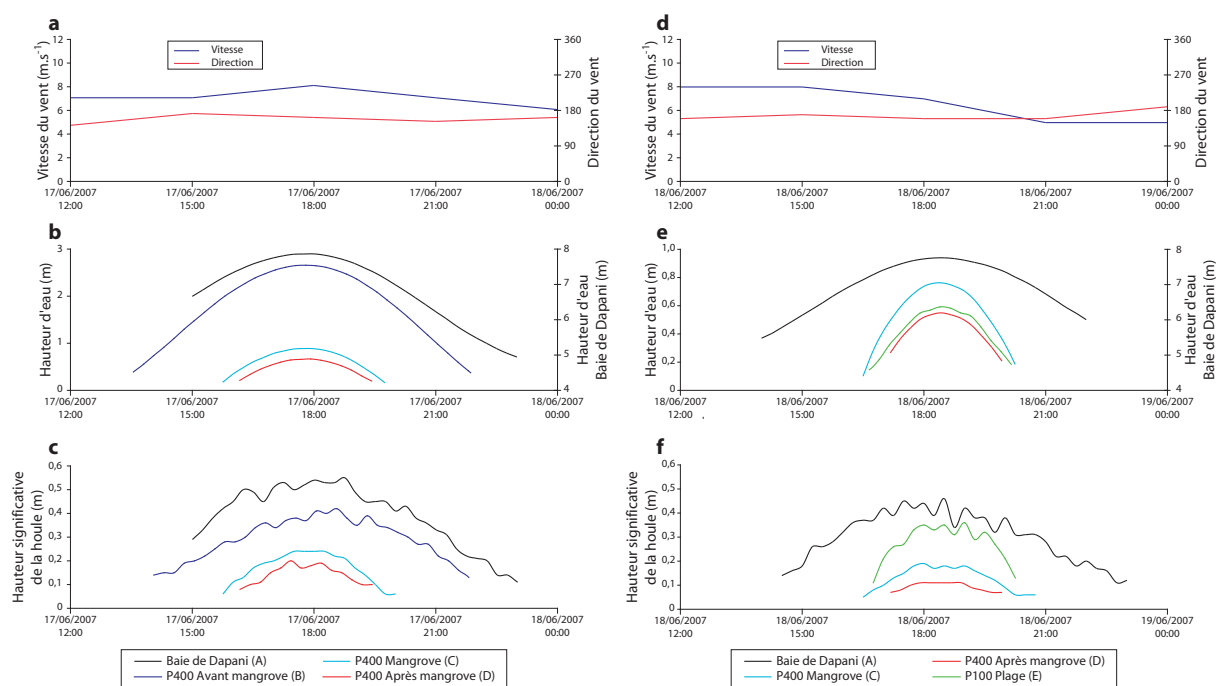 a
Vitesse
Direction
Vitesse du vent (m.s-1)
12
10
8
6
4
2
0
360
270
180
90
0
Direction du vent
17/06/2007 12:00
17/06/2007 15:00
17/06/2007 18:00
17/06/2007 21:00
18/06/2007 00:00
b
Hauteur d'eau (m)
3
2
1
0
8
7
6
5
4
Hauteur d'eau
Baie de Dapani (m)
17/06/2007 12:00
17/06/2007 15:00
17/06/2007 18:00
17/06/2007 21:00
18/06/2007 00:00
c
Hauteur significative
de la houle (m)
0,6
0,5
0,4
0,3
0,2
0,1
0
17/06/2007 12:00
17/06/2007 15:00
17/06/2007 18:00
17/06/2007 21:00
18/06/2007 00:00
Baie de Dapani (A)
P400 Avant mangrove (B)
P400 Mangrove (C)
P400 Après mangrove (D)
d
Vitesse
Direction
Vitesse du vent (m.s-1)
12
10
8
6
4
2
0
360
270
180
90
0
Direction du vent
18/06/2007 12:00
18/06/2007 15:00
18/06/2007 18:00
18/06/2007 21:00
19/06/2007 00:00
e
Hauteur d'eau (m)
1,0
0,8
0,6
0,4
0,2
0
8
7
6
5
4
Hauteur d'eau
Baie de Dapani (m)
18/06/2007 12:00
18/06/2007 15:00
18/06/2007 18:00
18/06/2007 21:00
19/06/2007 00:00
f
Hauteur significative
de la houle (m)
0,6
0,5
0,4
0,3
0,2
0,1
0
18/06/2007 12:00
18/06/2007 15:00
18/06/2007 18:00
18/06/2007 21:00
19/06/2007 00:00
Baie de Dapani (A)
P400 Mangrove (C)
P400 Après mangrove (D)
P100 Plage (E)